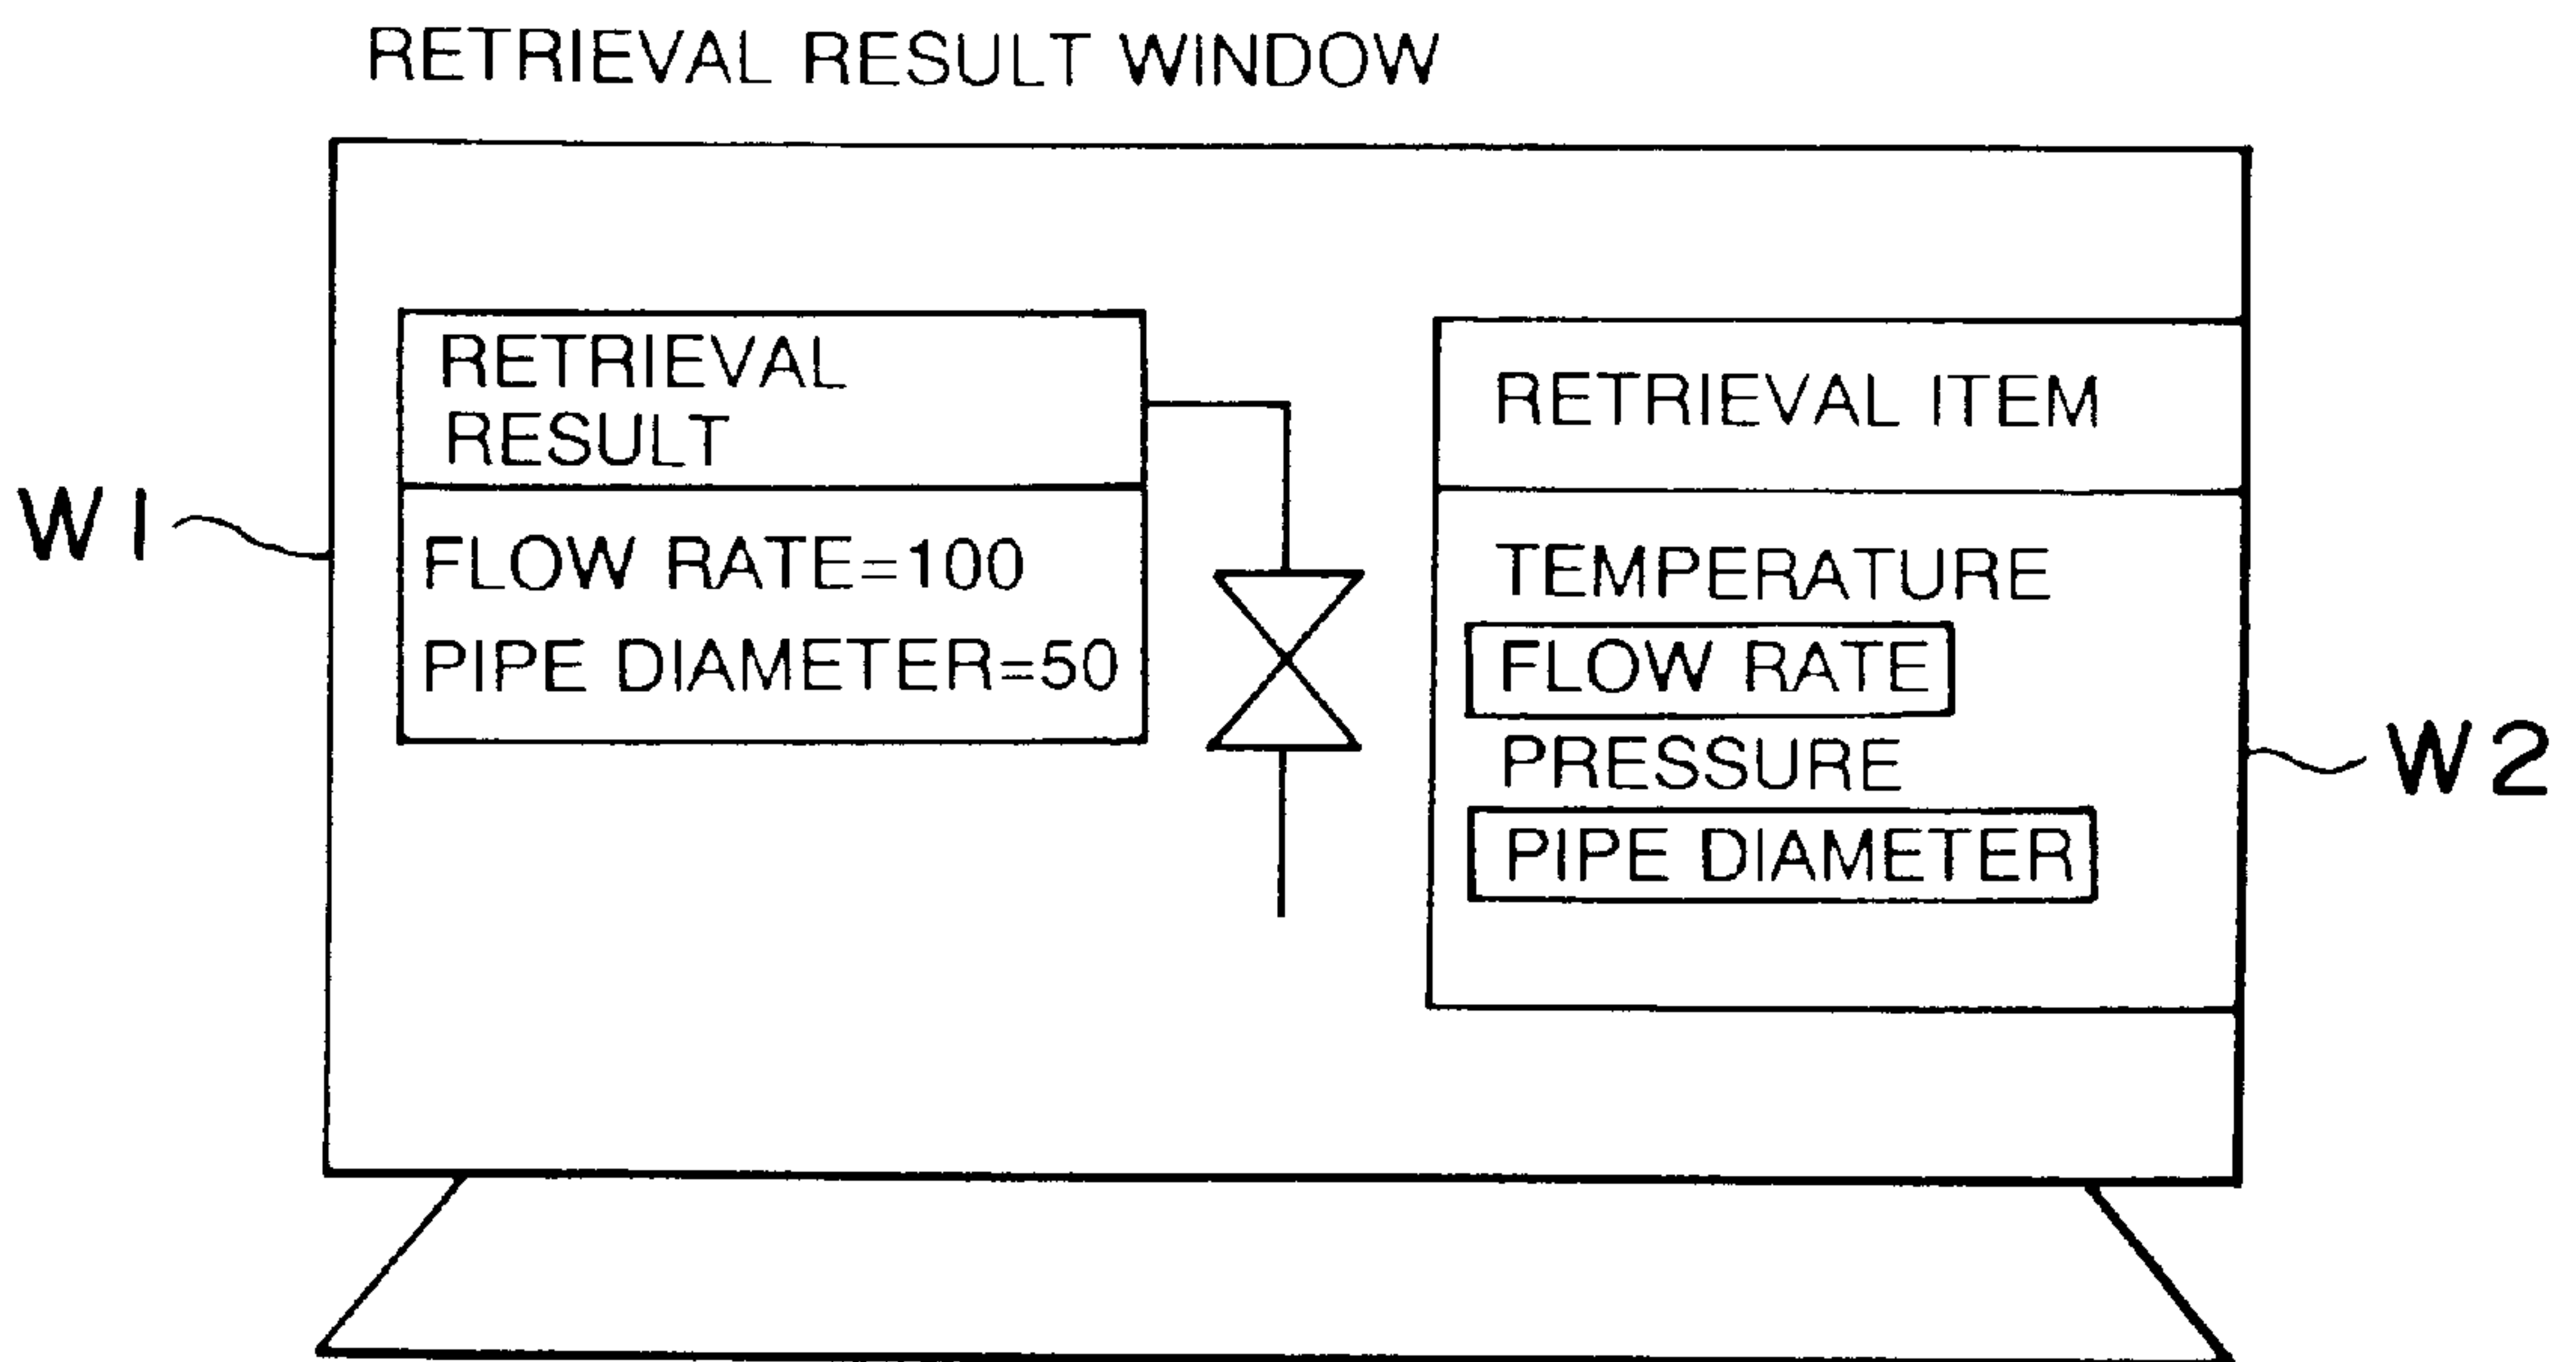 RETRIEVAL RESULT WINDOW
RETRIEVAL
RESULT
FLOW RATE=100
PIPE DIAMETER=50
RETRIEVAL ITEM
TEMPERATURE
FLOW RATE
PRESSURE
PIPE DIAMETER
W1
W2